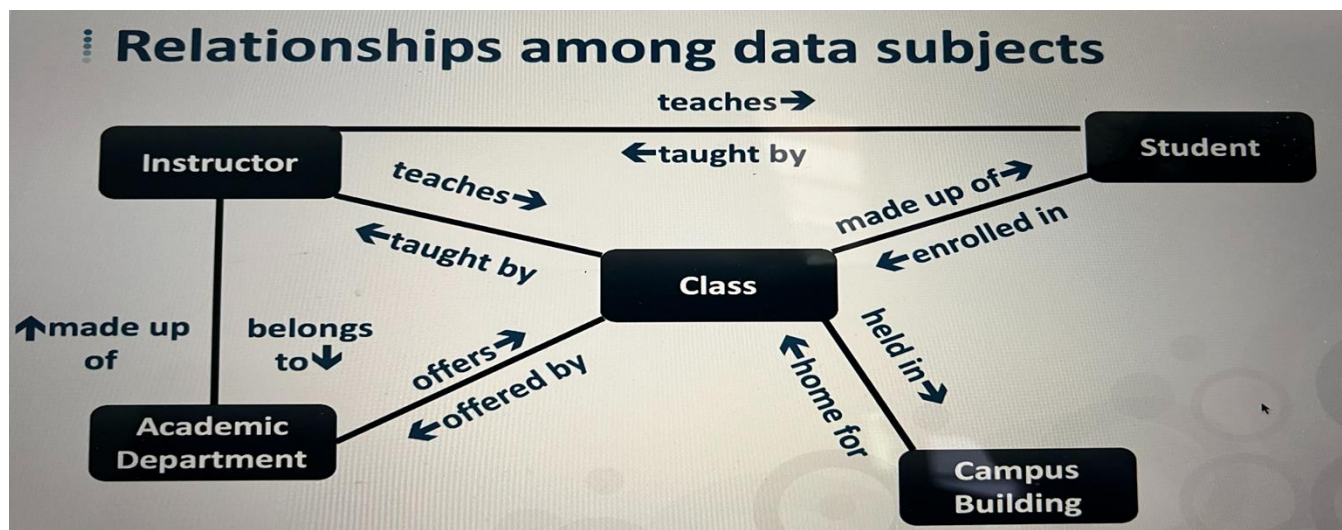 Relationships among data subjects
teaches→
Instructor
←taught by
Student
teaches→
←taught by
made up of→
←enrolled in
Class
↑made up
of
belongs
to↓
offers→
←offered by
held in→
←home for
Academic
Department
Campus
Building